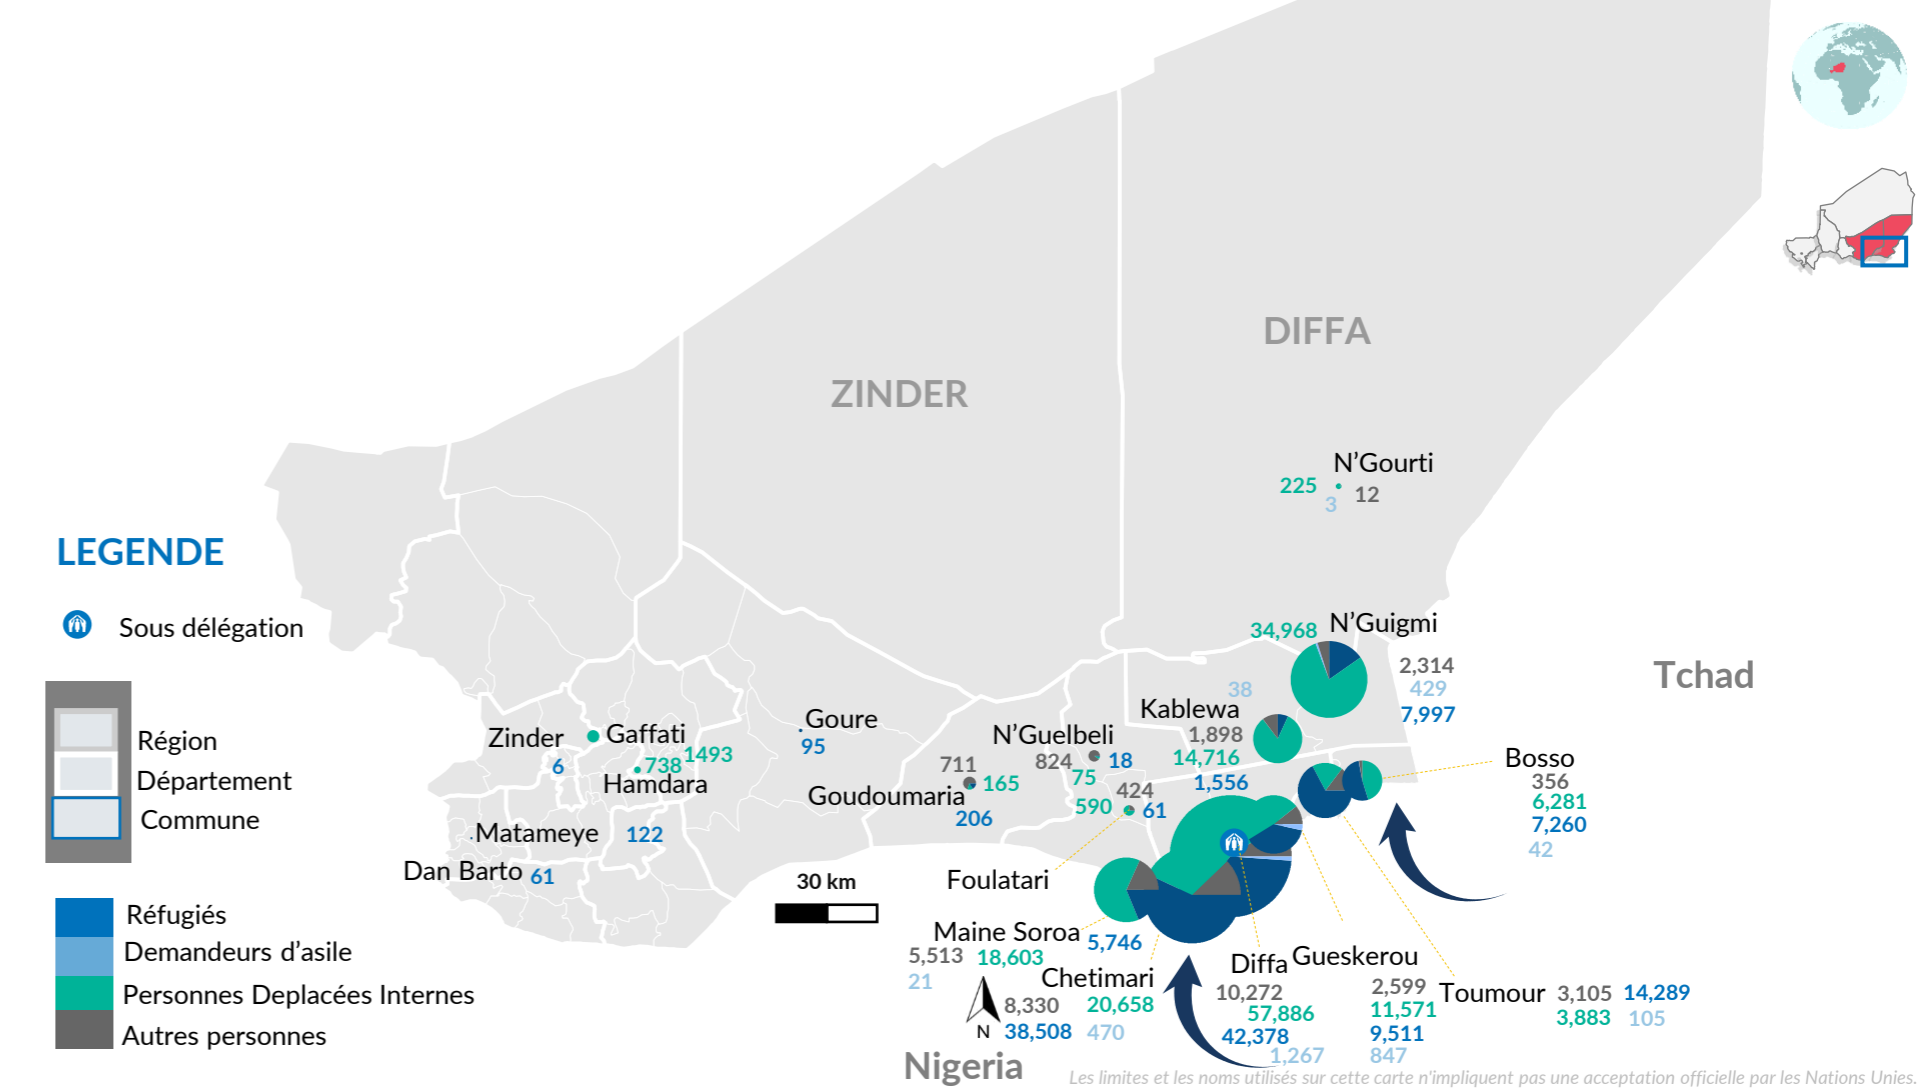 DIFFA
ZINDER
N’Gourti
225
12
3
LEGENDE
Sous délégation
Région
Département
Commune
Réfugiés
Demandeurs d’asile
Personnes Deplacées Internes
Autres personnes
34,968
N’Guigmi
2,314
429
7,997
Tchad
38
Kablewa
1,898
14,716
1,556
Zinder
6
Gaffati
1493
738
Hamdara
Goure
95
N’Guelbeli
824
18
75
711
165
Goudoumaria
206
424
590
61
Foulatari
Matameye
122
Dan Barto
61
30 km
Bosso
356
6,281
7,260
42
Maine Soroa
5,746
5,513
18,603
21
Chetimari
8,330
20,658
38,508
470
N
Diffa
10,272
57,886
42,378
1,267
Gueskerou
2,599
11,571
9,511
847
Toumour
3,105
14,289
3,883
105
Nigeria
Les limites et les noms utilisés sur cette carte n'impliquent pas une acceptation officielle par les Nations Unies.